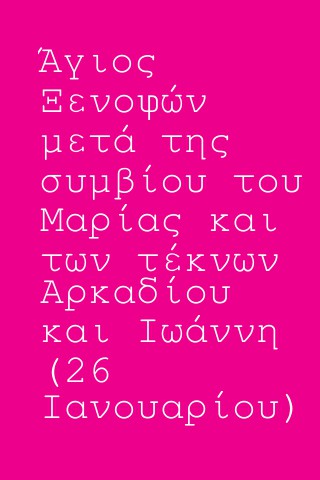 Άγιος
Ξενοφών
μετά της
συμβίου του
Μαρίας και
των τέκνων
Αρκαδίου
και Ιωάννη
(26
Ιανουαρίου)